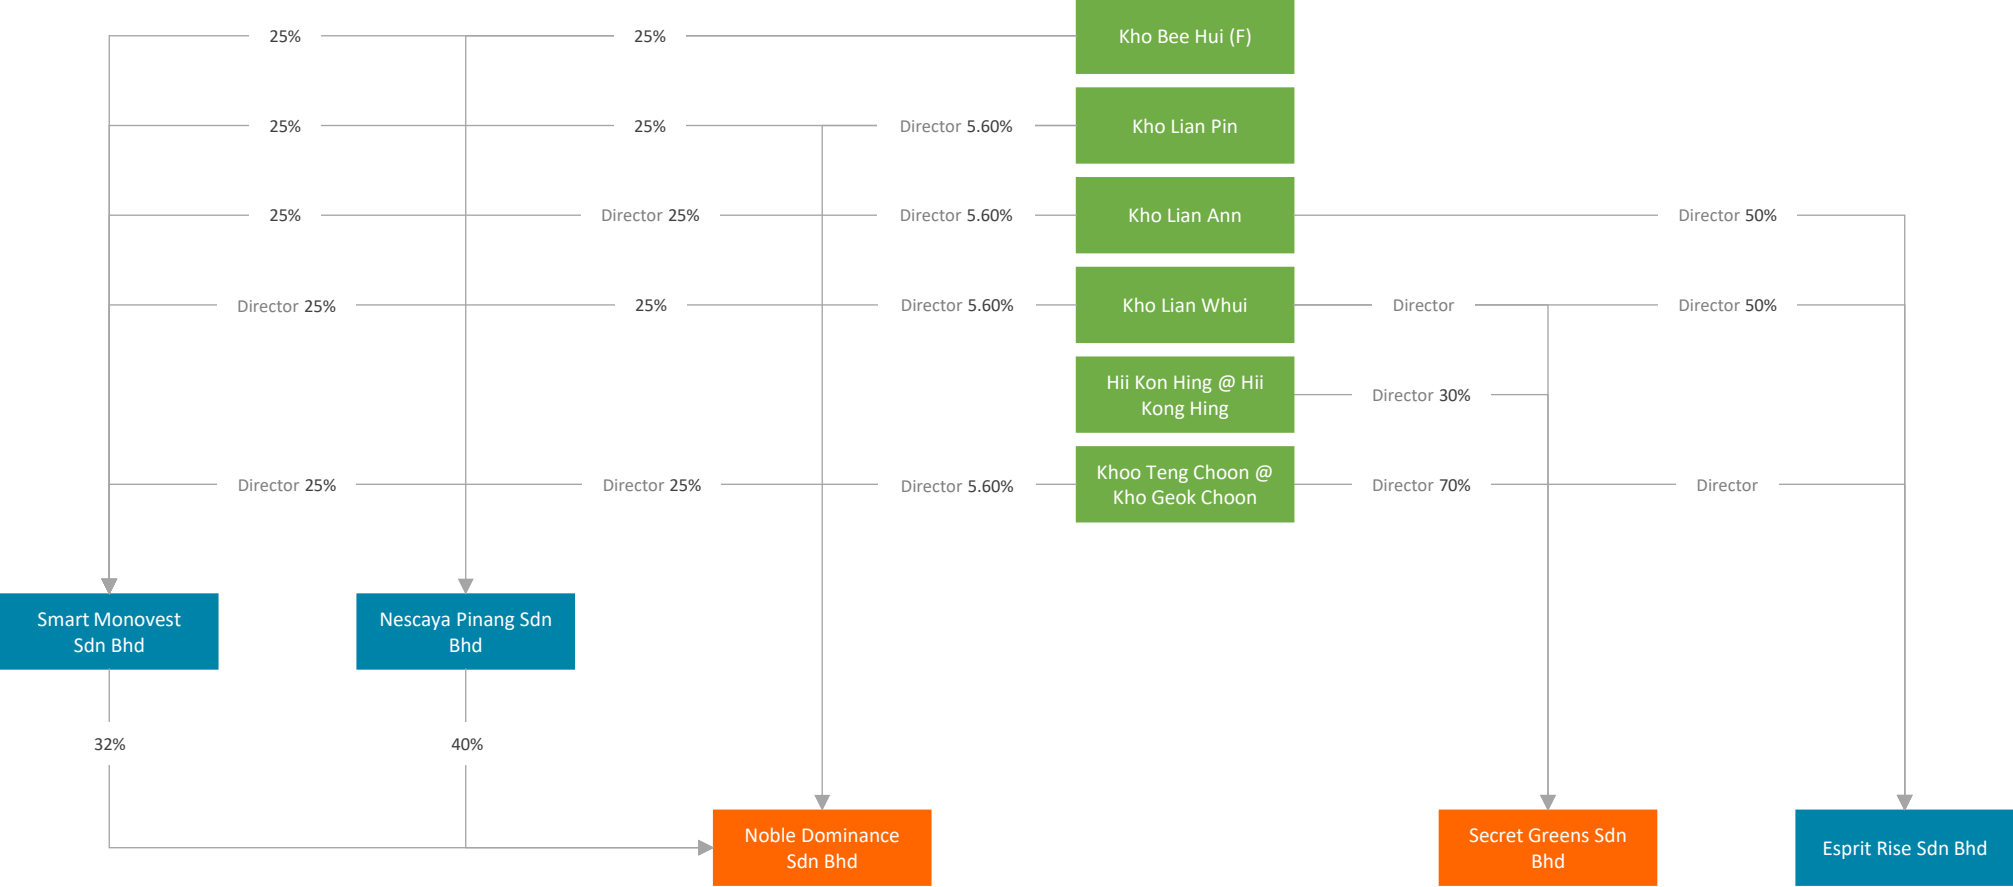 25% 25% Kho Bee Hui (F)
25% 25% Director 5.60% Kho Lian Pin
25% Director 25% Director 5.60% Kho Lian Ann Director 50%
Director 25% 25% Director 5.60% Kho Lian Whui Director Director 50%
Hii Kon Hing @ Hii
Kong Hing
Director 30%
Director 25% Director 25% Director 5.60%
Khoo Teng Choon @
Kho Geok Choon
Director 70% Director
Smart Monovest
Sdn Bhd
Nescaya Pinang Sdn
Bhd
32% 40%
Noble Dominance
Sdn Bhd
Secret Greens Sdn
Bhd
Esprit Rise Sdn Bhd